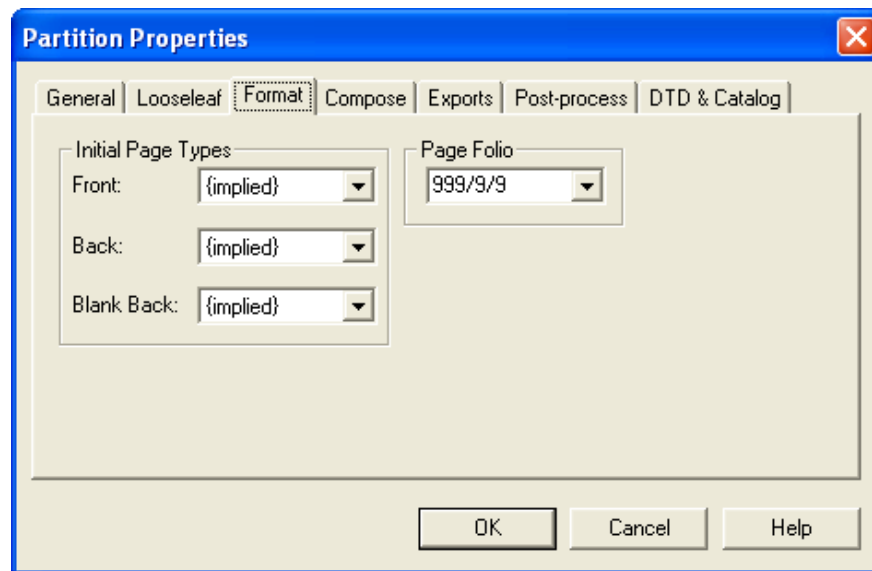 Partition Properties
General Looseleaf Format Compose Exports Post-process DTD & Catalog
Initial Page Types Page Folio
Front: {implied} 999/9/9
Back: {implied}
Blank Back: {implied}
OK Cancel Help